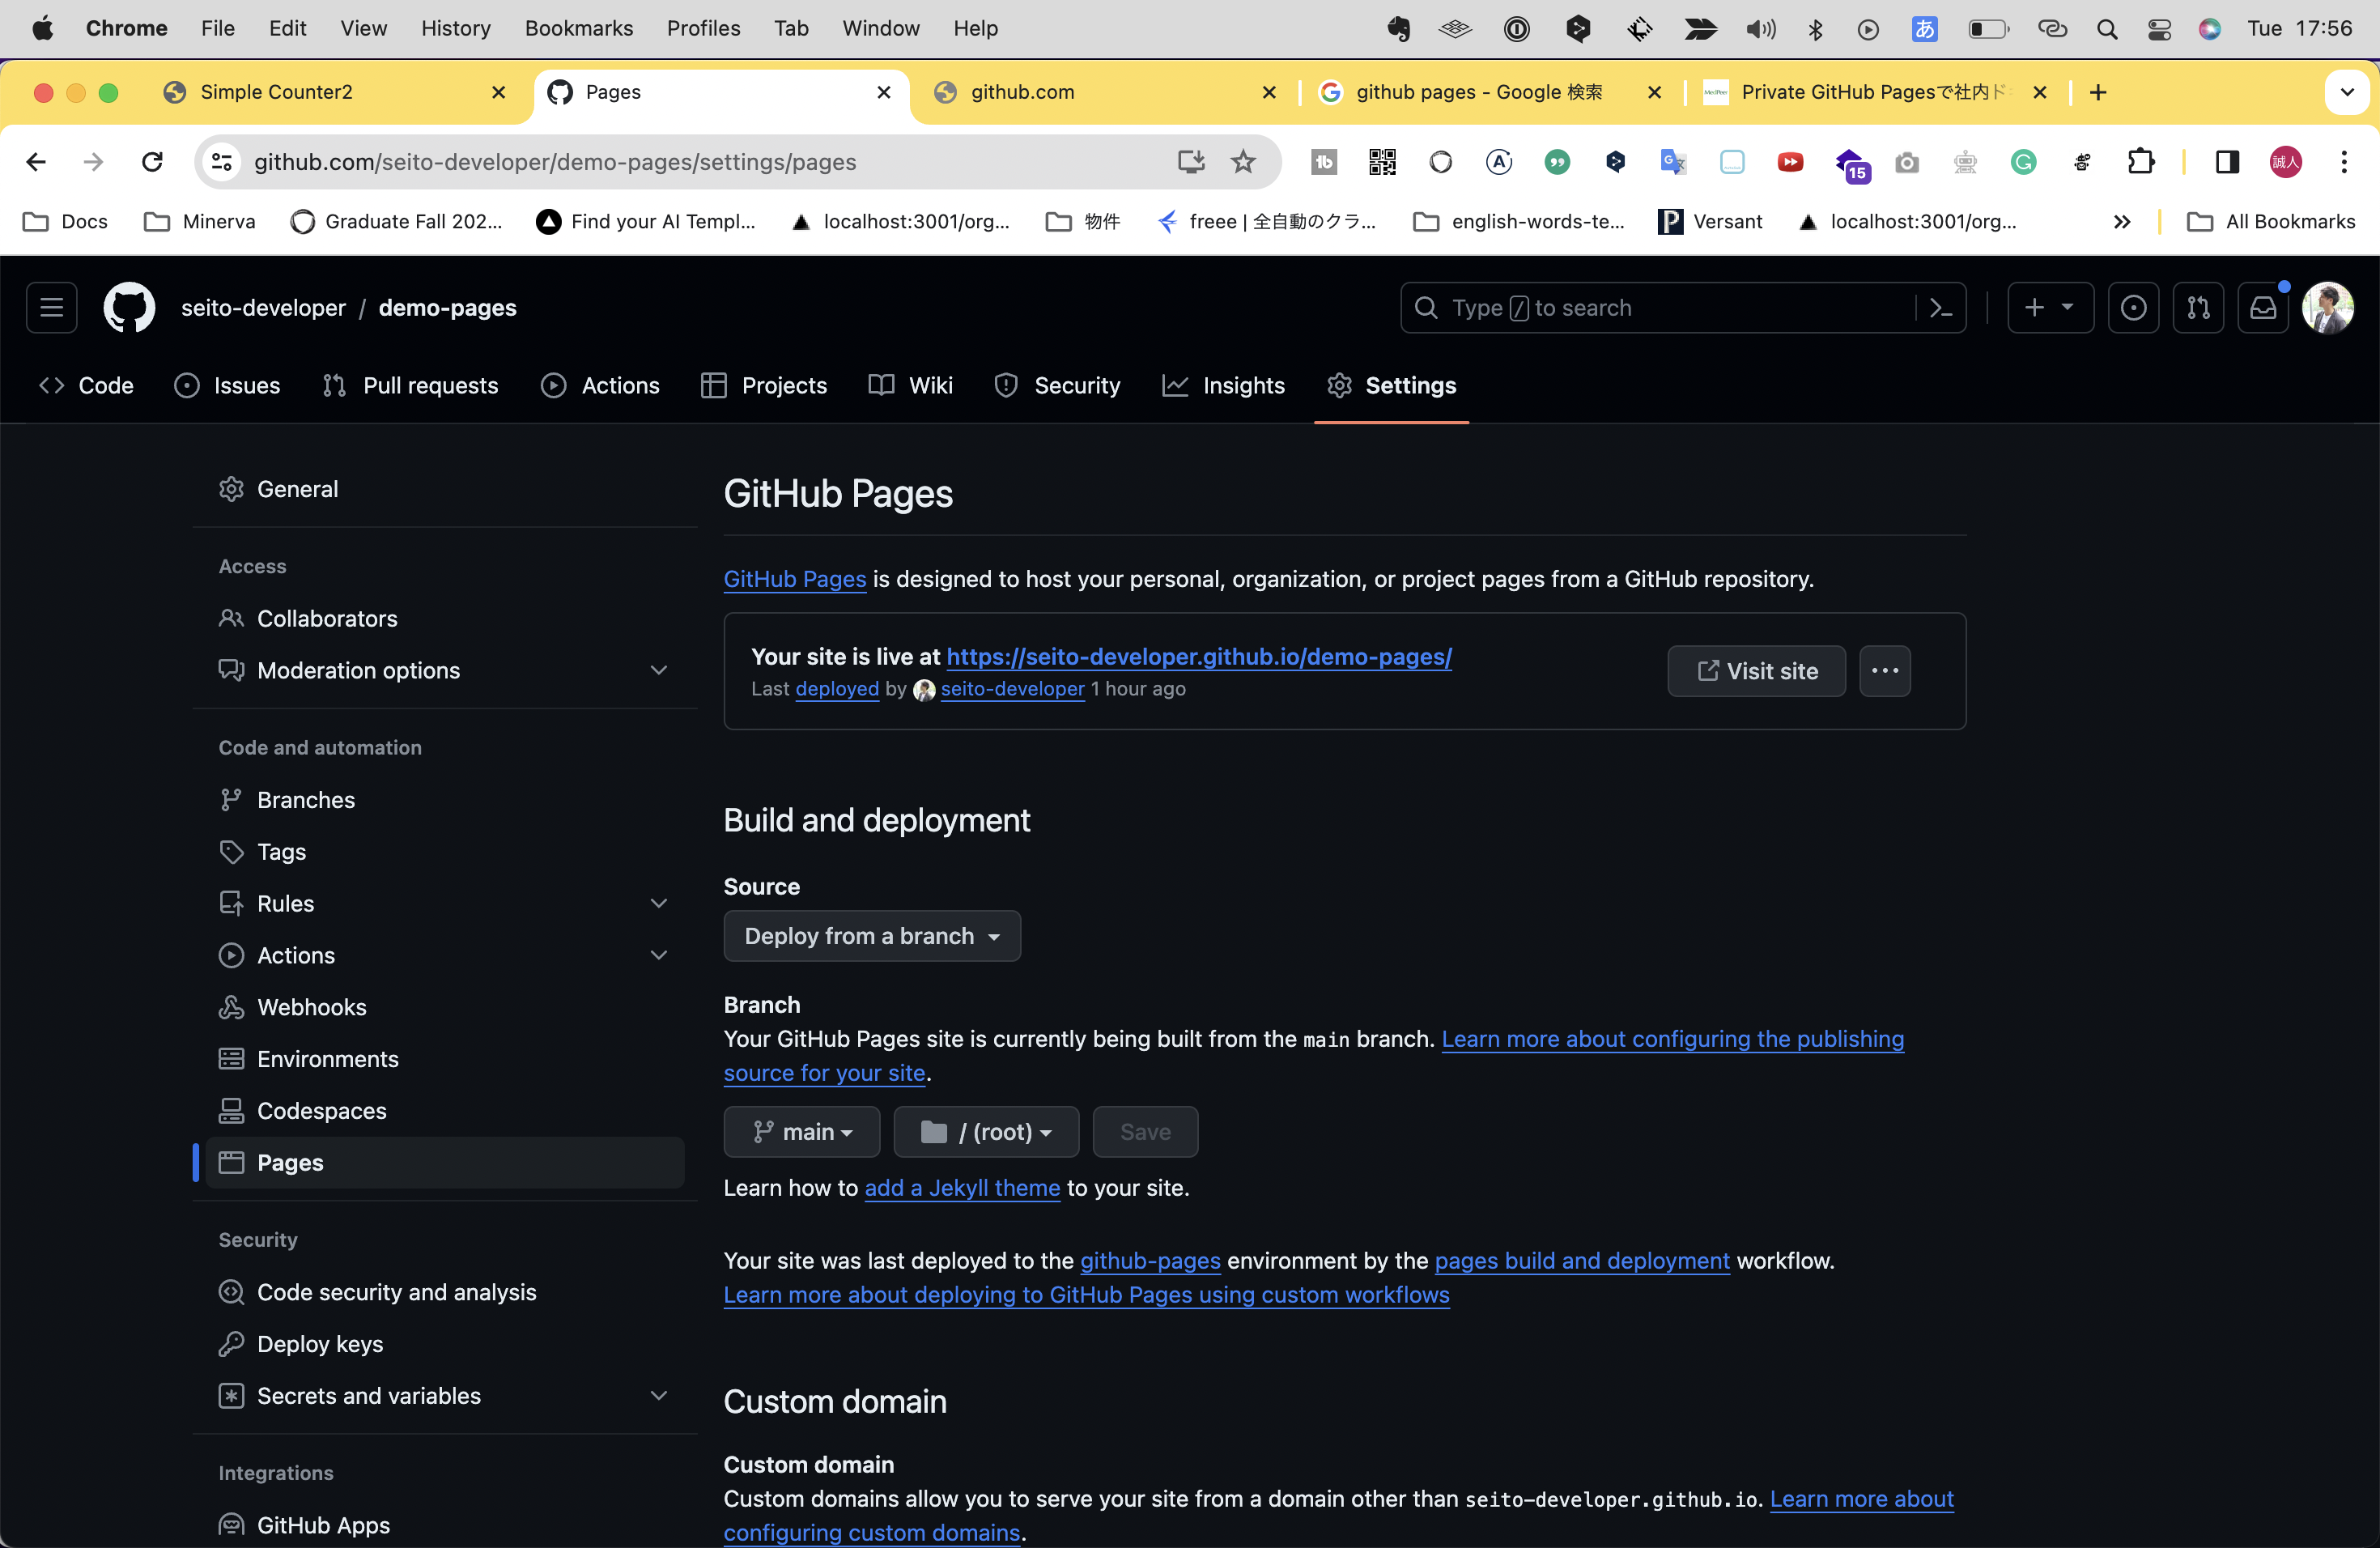 Chrome File Edit View History Bookmarks Profiles Tab Window Help あ Tue 17:56
Simple Counter2 Pages github.com github pages - Google 検索 Private GitHub Pagesで社内ド
github.com/seito-developer/demo-pages/settings/pages 15 誠人
Docs Minerva Graduate Fall 202... Find your AI Templ... localhost:3001/org... 物件 freee | 全自動のクラ... english-words-te... Versant localhost:3001/org... All Bookmarks
seito-developer / demo-pages Type / to search
Code Issues Pull requests Actions Projects Wiki Security Insights Settings
General
Access
Collaborators
Moderation options
Code and automation
Branches
Tags
Rules
Actions
Webhooks
Environments
Codespaces
Pages
Security
Code security and analysis
Deploy keys
Secrets and variables
Integrations
GitHub Apps
GitHub Pages
GitHub Pages is designed to host your personal, organization, or project pages from a GitHub repository.
Your site is live at https://seito-developer.github.io/demo-pages/
Last deployed by seito-developer 1 hour ago
Visit site
Build and deployment
Source
Deploy from a branch
Branch
Your GitHub Pages site is currently being built from the main branch. Learn more about configuring the publishing
source for your site.
main / (root) Save
Learn how to add a Jekyll theme to your site.
Your site was last deployed to the github-pages environment by the pages build and deployment workflow.
Learn more about deploying to GitHub Pages using custom workflows
Custom domain
Custom domain
Custom domains allow you to serve your site from a domain other than seito-developer.github.io. Learn more about
configuring custom domains.